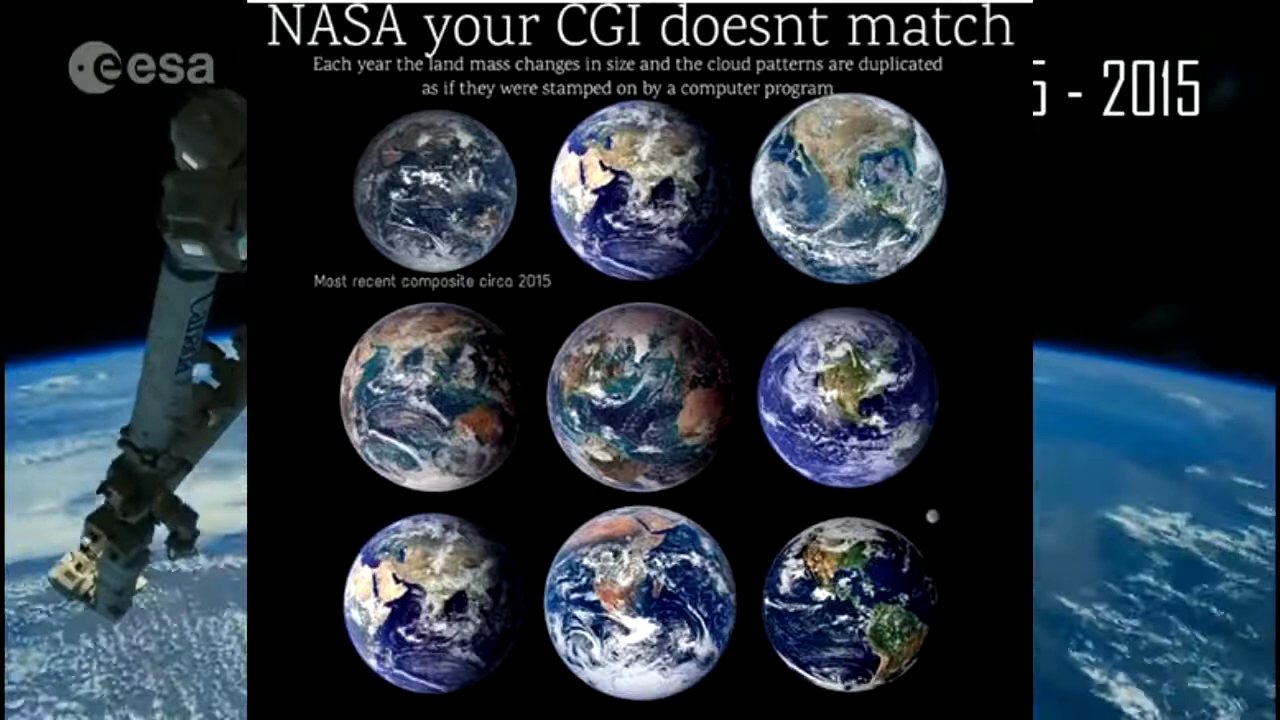 NASA your CGI doesnt match
Each year the land mass changes in size and the cloud patterns are duplicated
as if they were stamped on by a computer program
esa
5 - 2015
Most recent composite circa 2015